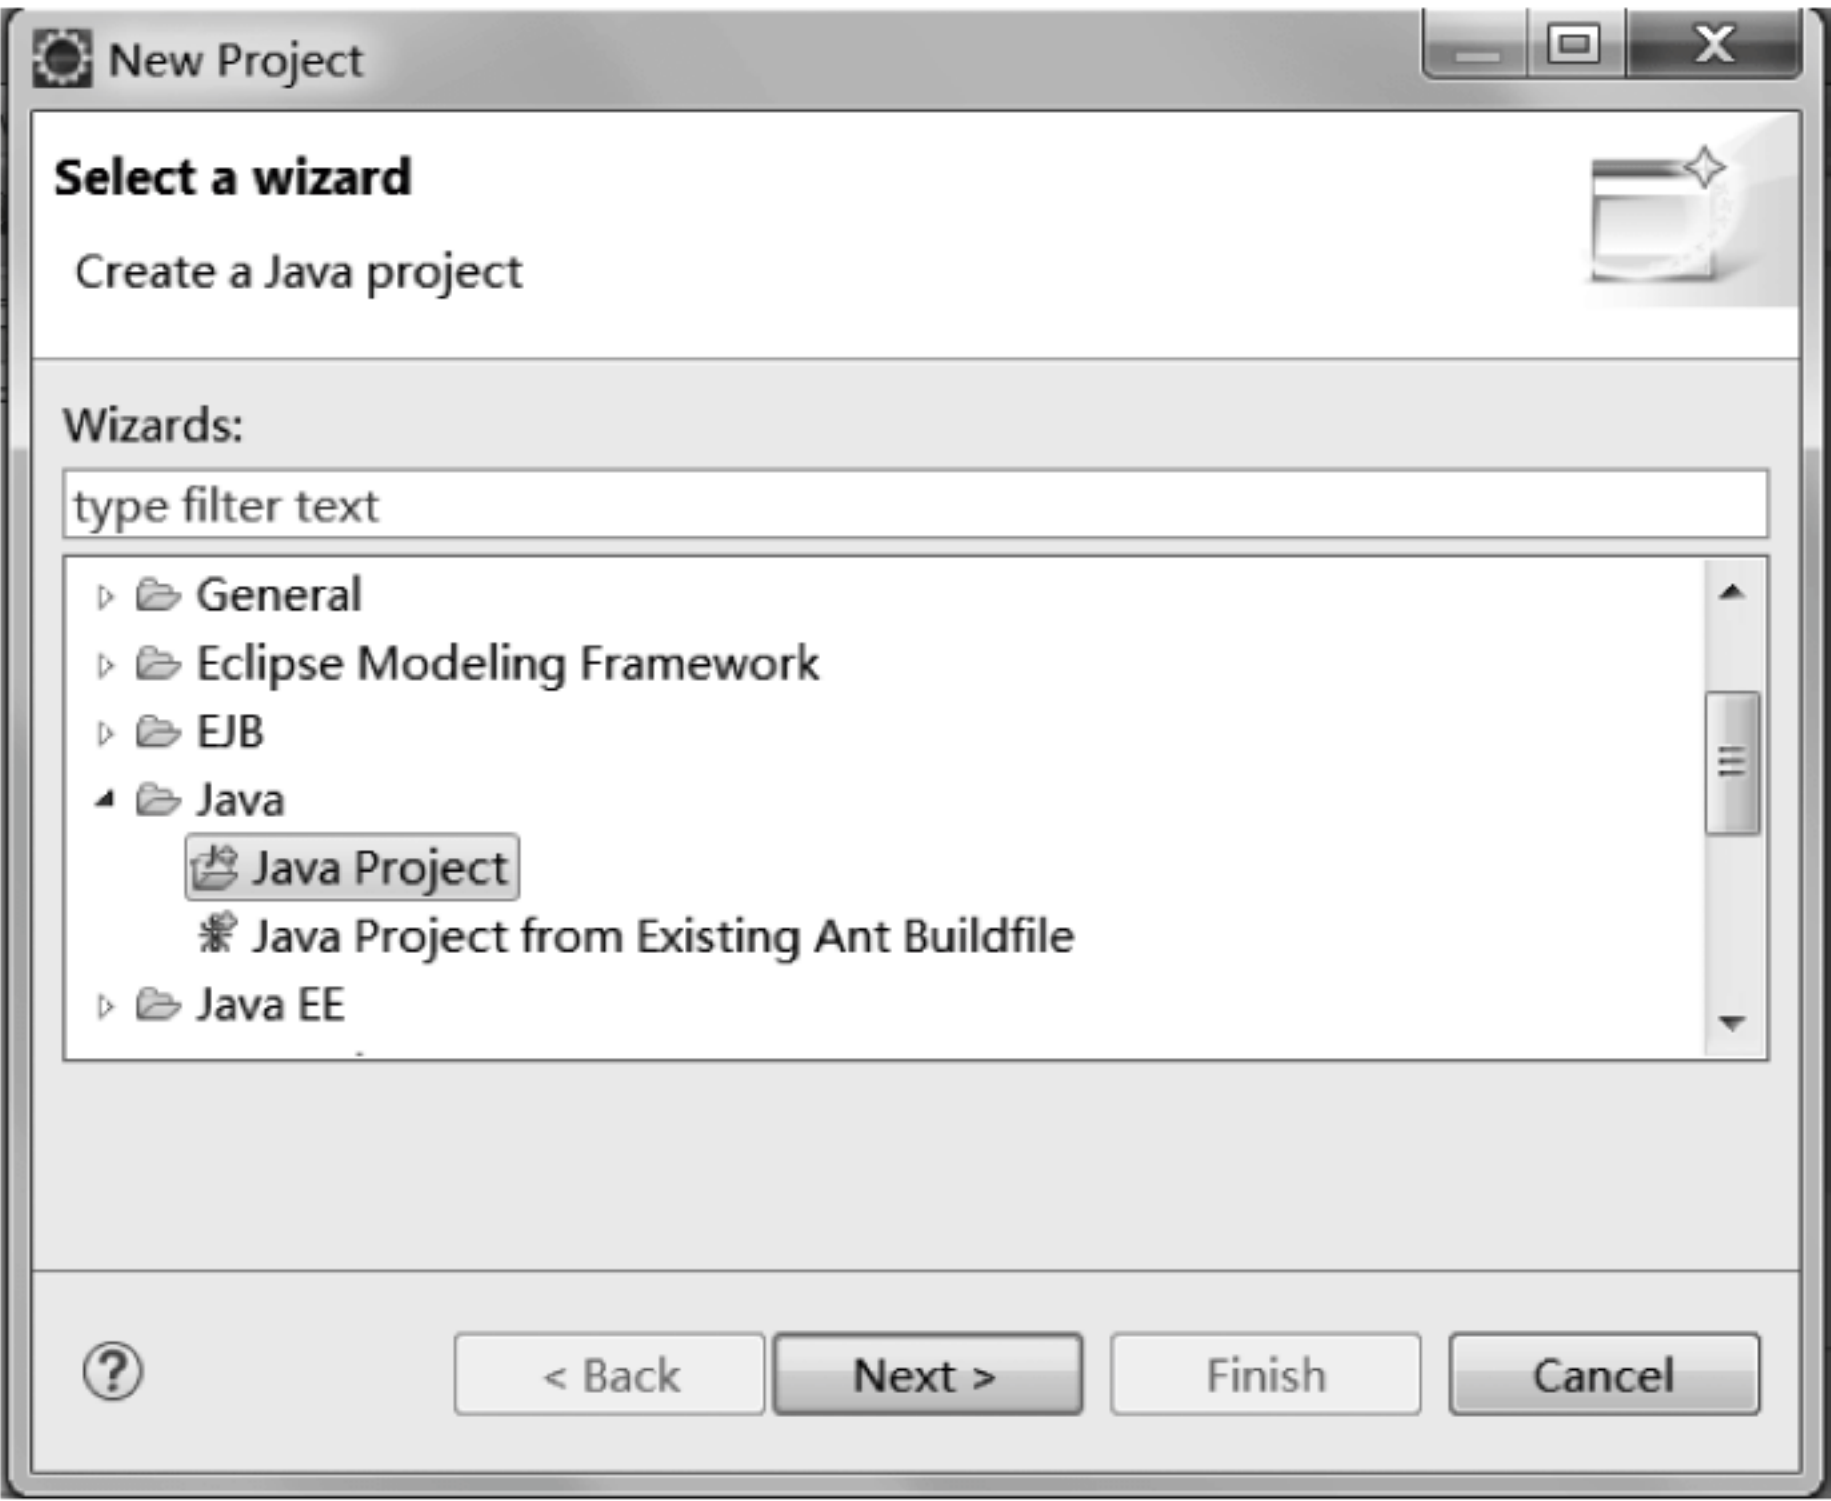 New Project
Select a wizard
Create a Java project
Wizards:
type filter text
General
Eclipse Modeling Framework
EJB
Java
Java Project
Java Project from Existing Ant Buildfile
Java EE
< Back Next > Finish Cancel